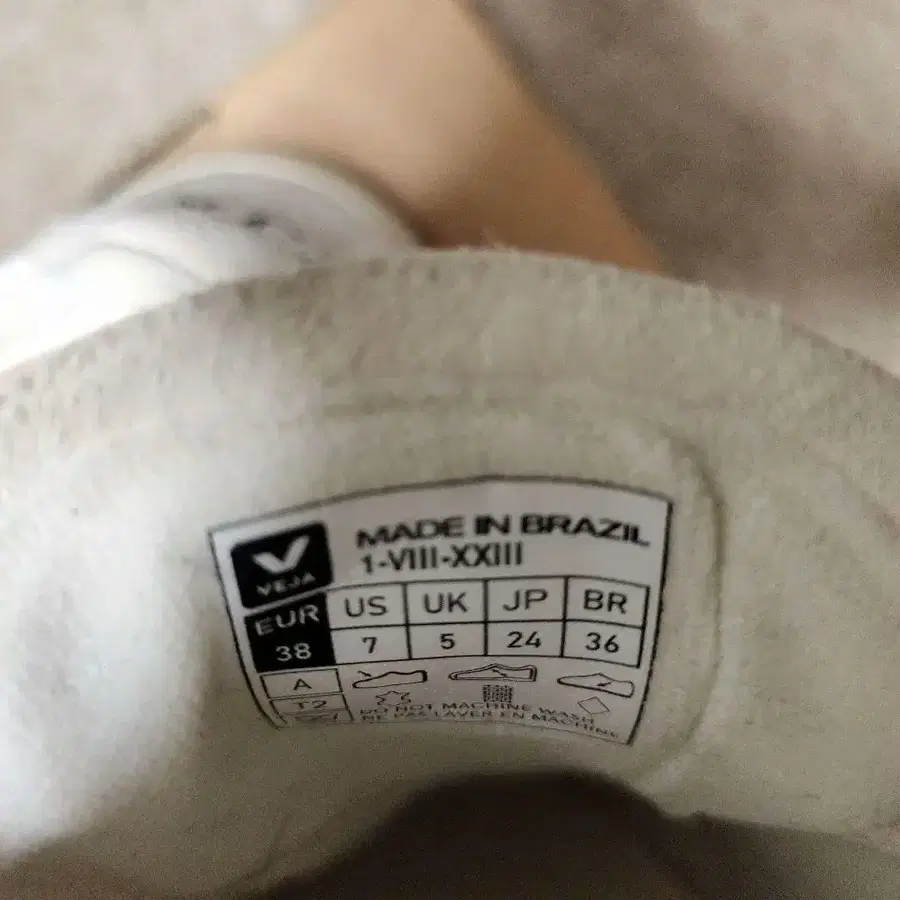 V
VEJA
MADE IN BRAZIL
1-VIII-XXIII
EUR US UK JP BR
38 7 5 24 36
A
T2
DO NOT MACHINE WASH
NE PAS LAVER EN MACHINE